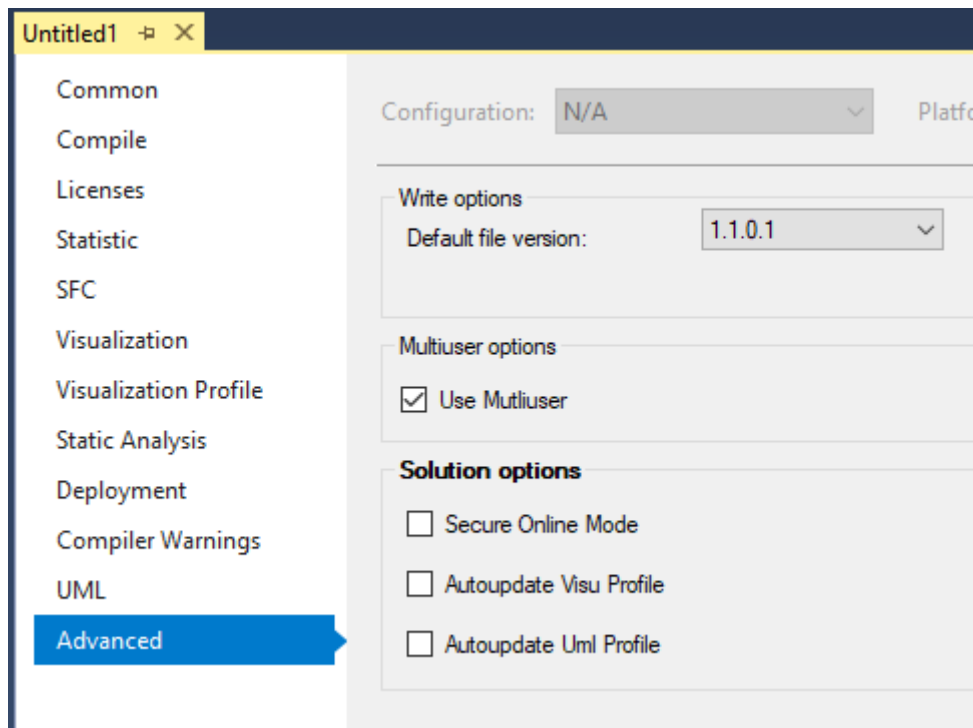 Untitled1
Common
Compile
Licenses
Statistic
SFC
Visualization
Visualization Profile
Static Analysis
Deployment
Compiler Warnings
UML
Advanced
Configuration: N/A Platfo
Write options
Default file version: 1.1.0.1
Multiuser options
Use Mutliuser
Solution options
Secure Online Mode
Autoupdate Visu Profile
Autoupdate Uml Profile